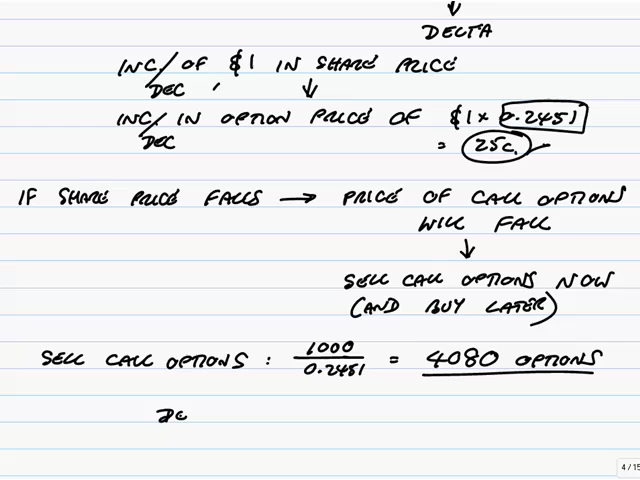 DELTA
INC/ OF $1 IN SHARE PRICE
DEC
INC/ IN OPTION PRICE OF $1 × 0.2451
DEC = 25c.
IF SHARE PRICE FALLS → PRICE OF CALL OPTIONS
WILL FALL
SELL CALL OPTIONS NOW
(AND BUY LATER)
SELL CALL OPTIONS : 1000 / 0.2451 = 4080 OPTIONS
DE
4 / 15